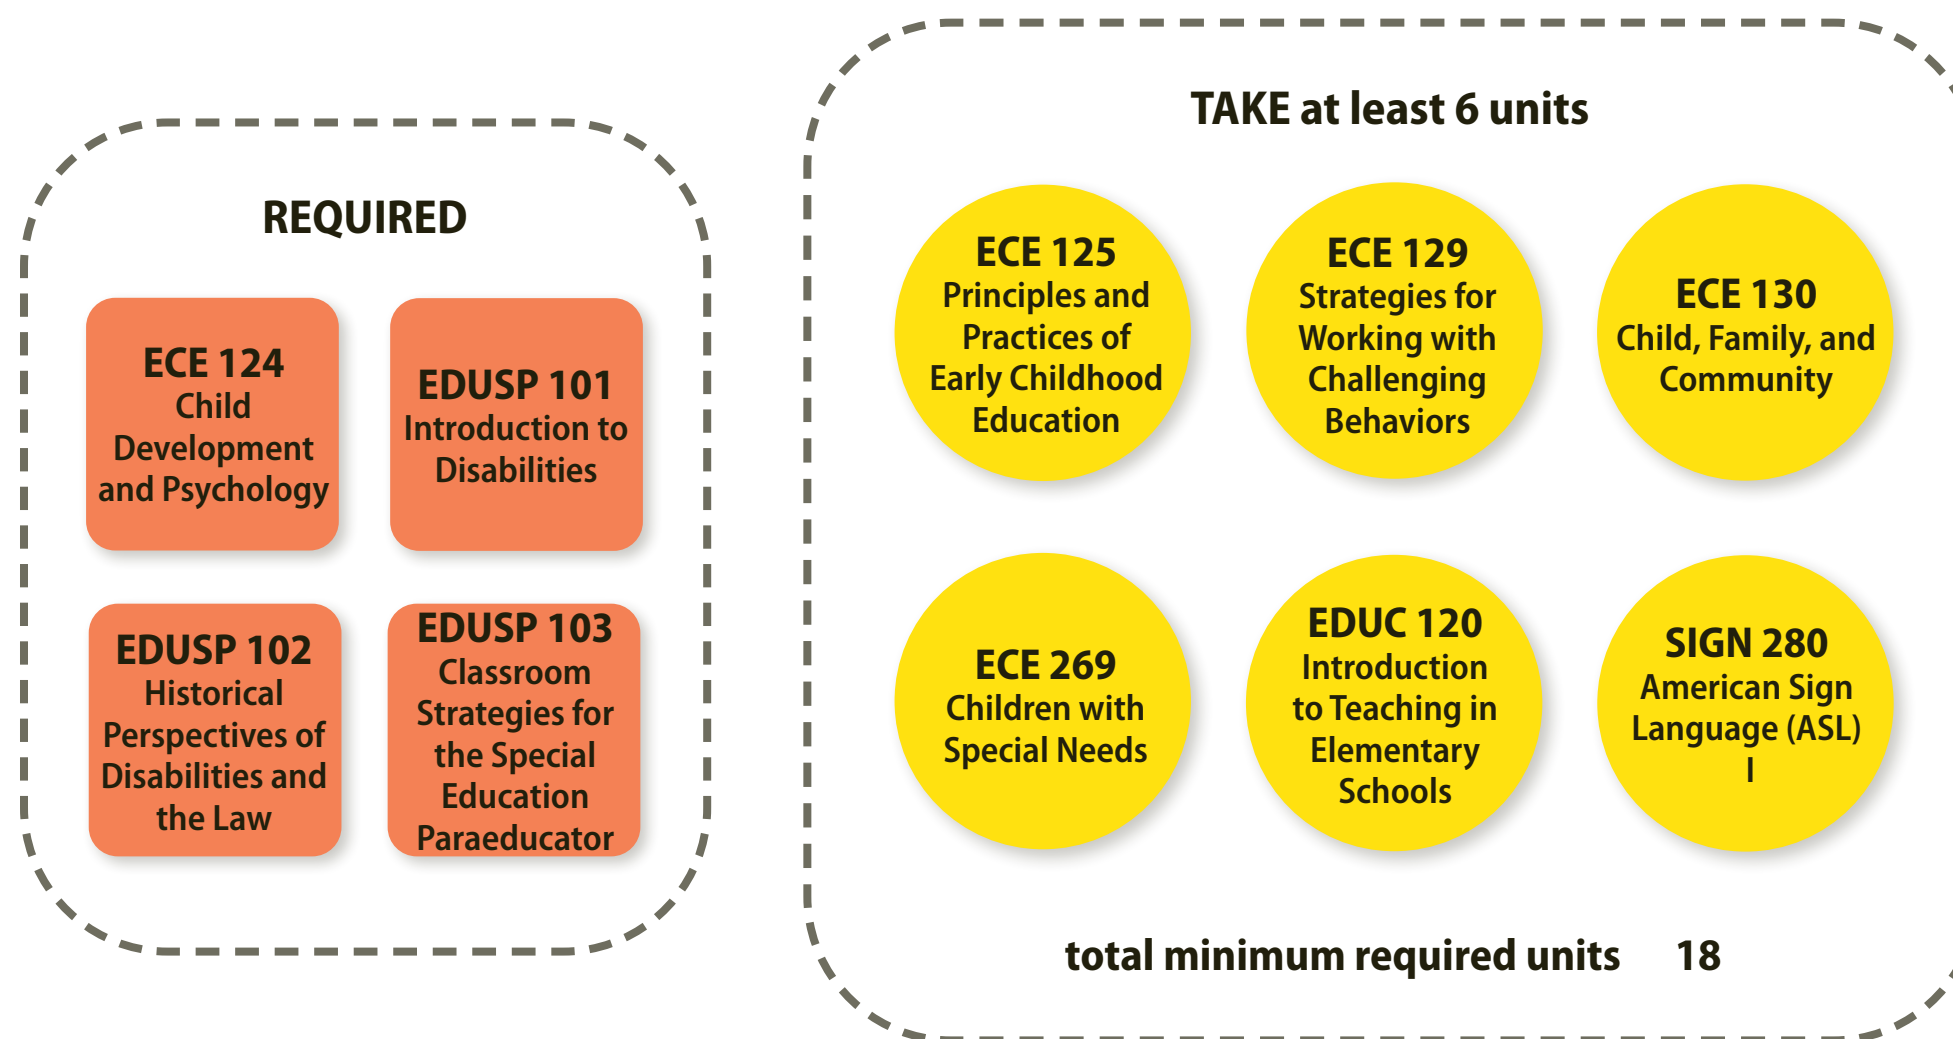 REQUIRED
ECE 124
Child
Development
and Psychology
EDUSP 101
Introduction to
Disabilities
EDUSP 102
Historical
Perspectives of
Disabilities and
the Law
EDUSP 103
Classroom
Strategies for
the Special
Education
Paraeducator
TAKE at least 6 units
ECE 125
Principles and
Practices of
Early Childhood
Education
ECE 129
Strategies for
Working with
Challenging
Behaviors
ECE 130
Child, Family, and
Community
ECE 269
Children with
Special Needs
EDUC 120
Introduction
to Teaching in
Elementary
Schools
SIGN 280
American Sign
Language (ASL)
I
total minimum required units 18